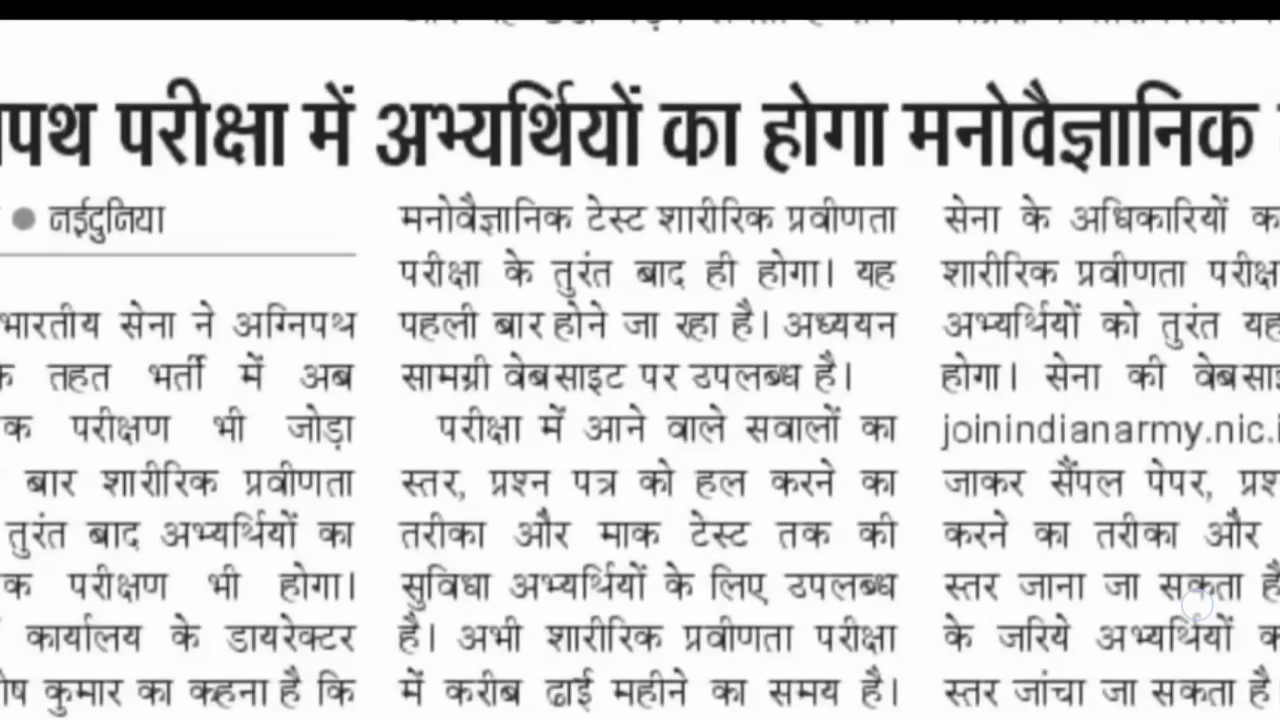 परीक्षा में अभ्यर्थियों का होगा मनोवैज्ञानिक
● नईदुनिया
भारतीय सेना ने अग्निपथ
तहत भर्ती में अब
परीक्षण भी जोड़ा
बार शारीरिक प्रवीणता
तुरंत बाद अभ्यर्थियों का
परीक्षण भी होगा।
कार्यालय के डायरेक्टर
कुमार का कहना है कि
मनोवैज्ञानिक टेस्ट शारीरिक प्रवीणता
परीक्षा के तुरंत बाद ही होगा। यह
पहली बार होने जा रहा है। अध्ययन
सामग्री वेबसाइट पर उपलब्ध है।
परीक्षा में आने वाले सवालों का
स्तर, प्रश्न पत्र को हल करने का
तरीका और माक टेस्ट तक की
सुविधा अभ्यर्थियों के लिए उपलब्ध
है। अभी शारीरिक प्रवीणता परीक्षा
में करीब ढाई महीने का समय है।
सेना के अधिकारियों
शारीरिक प्रवीणता
अभ्यर्थियों को तुरंत
होगा। सेना की
joinindianarmy.nic.
जाकर सैंपल पेपर,
करने का तरीका और
स्तर जाना जा सकता
के जरिये अभ्यर्थियों
स्तर जांचा जा सकता है